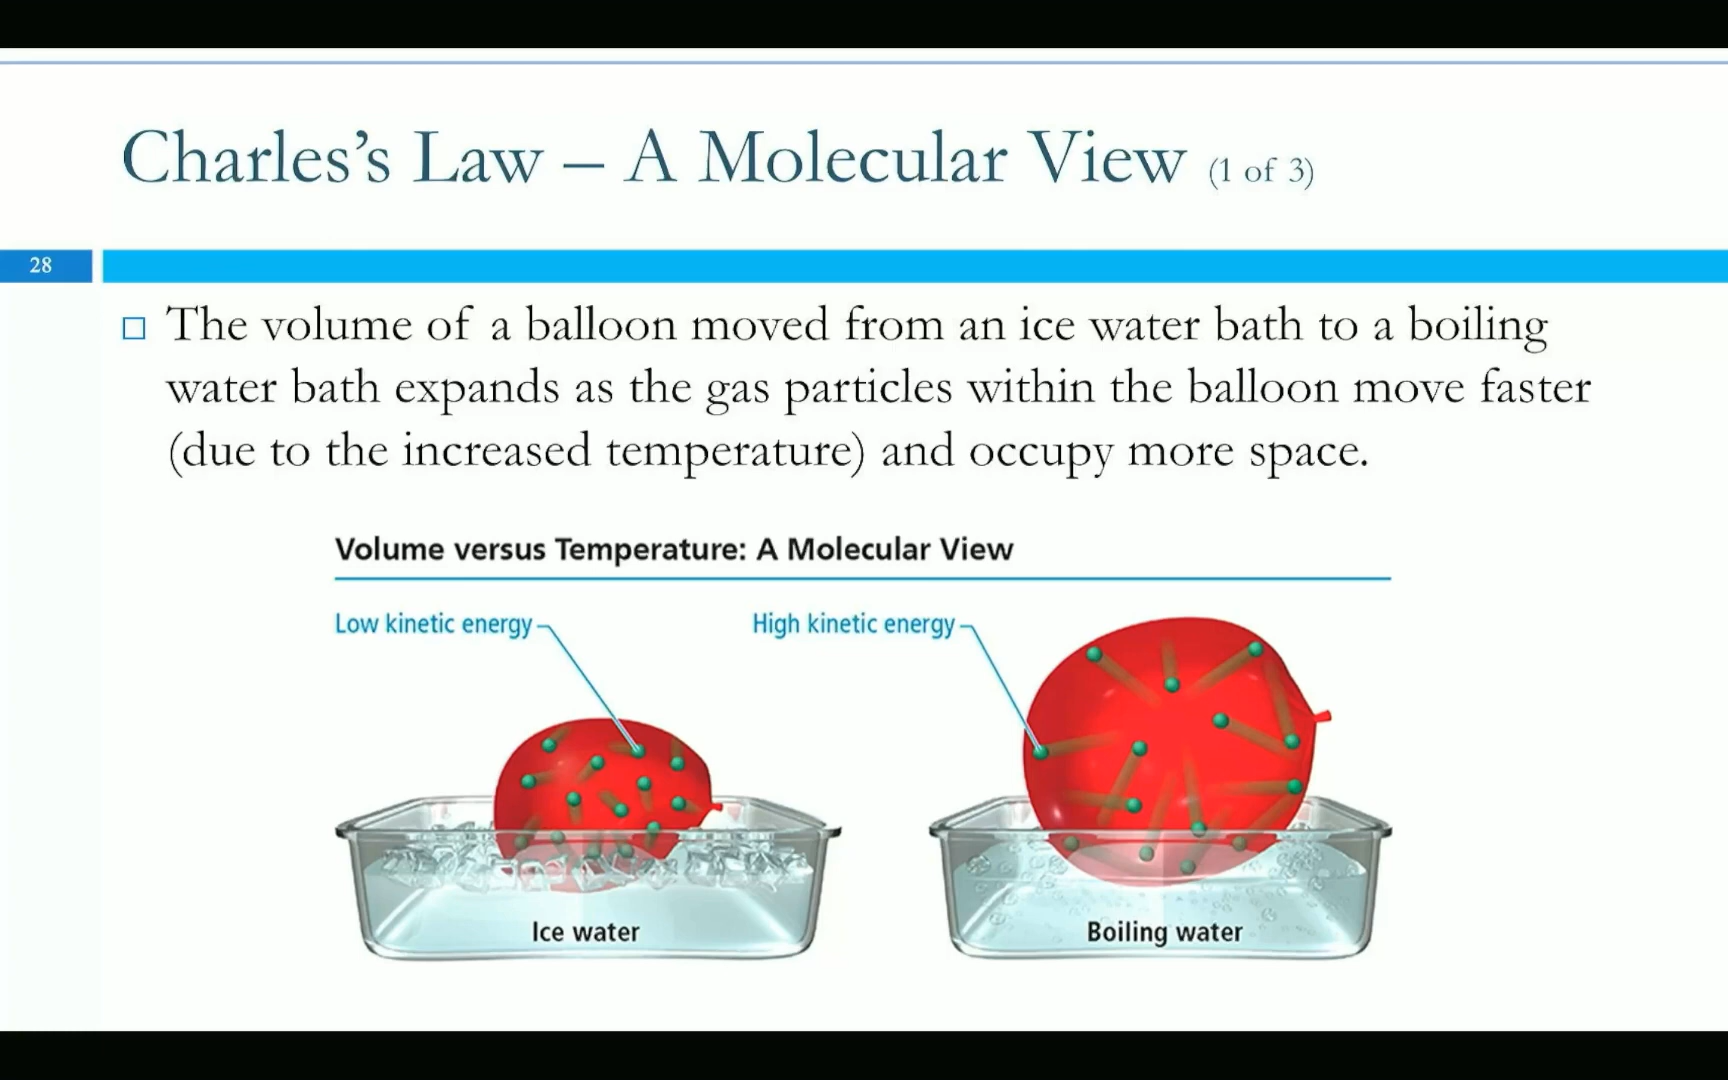 Charles’s Law – A Molecular View (1 of 3)
28
The volume of a balloon moved from an ice water bath to a boiling
water bath expands as the gas particles within the balloon move faster
(due to the increased temperature) and occupy more space.
Volume versus Temperature: A Molecular View
Low kinetic energy
High kinetic energy
Ice water
Boiling water